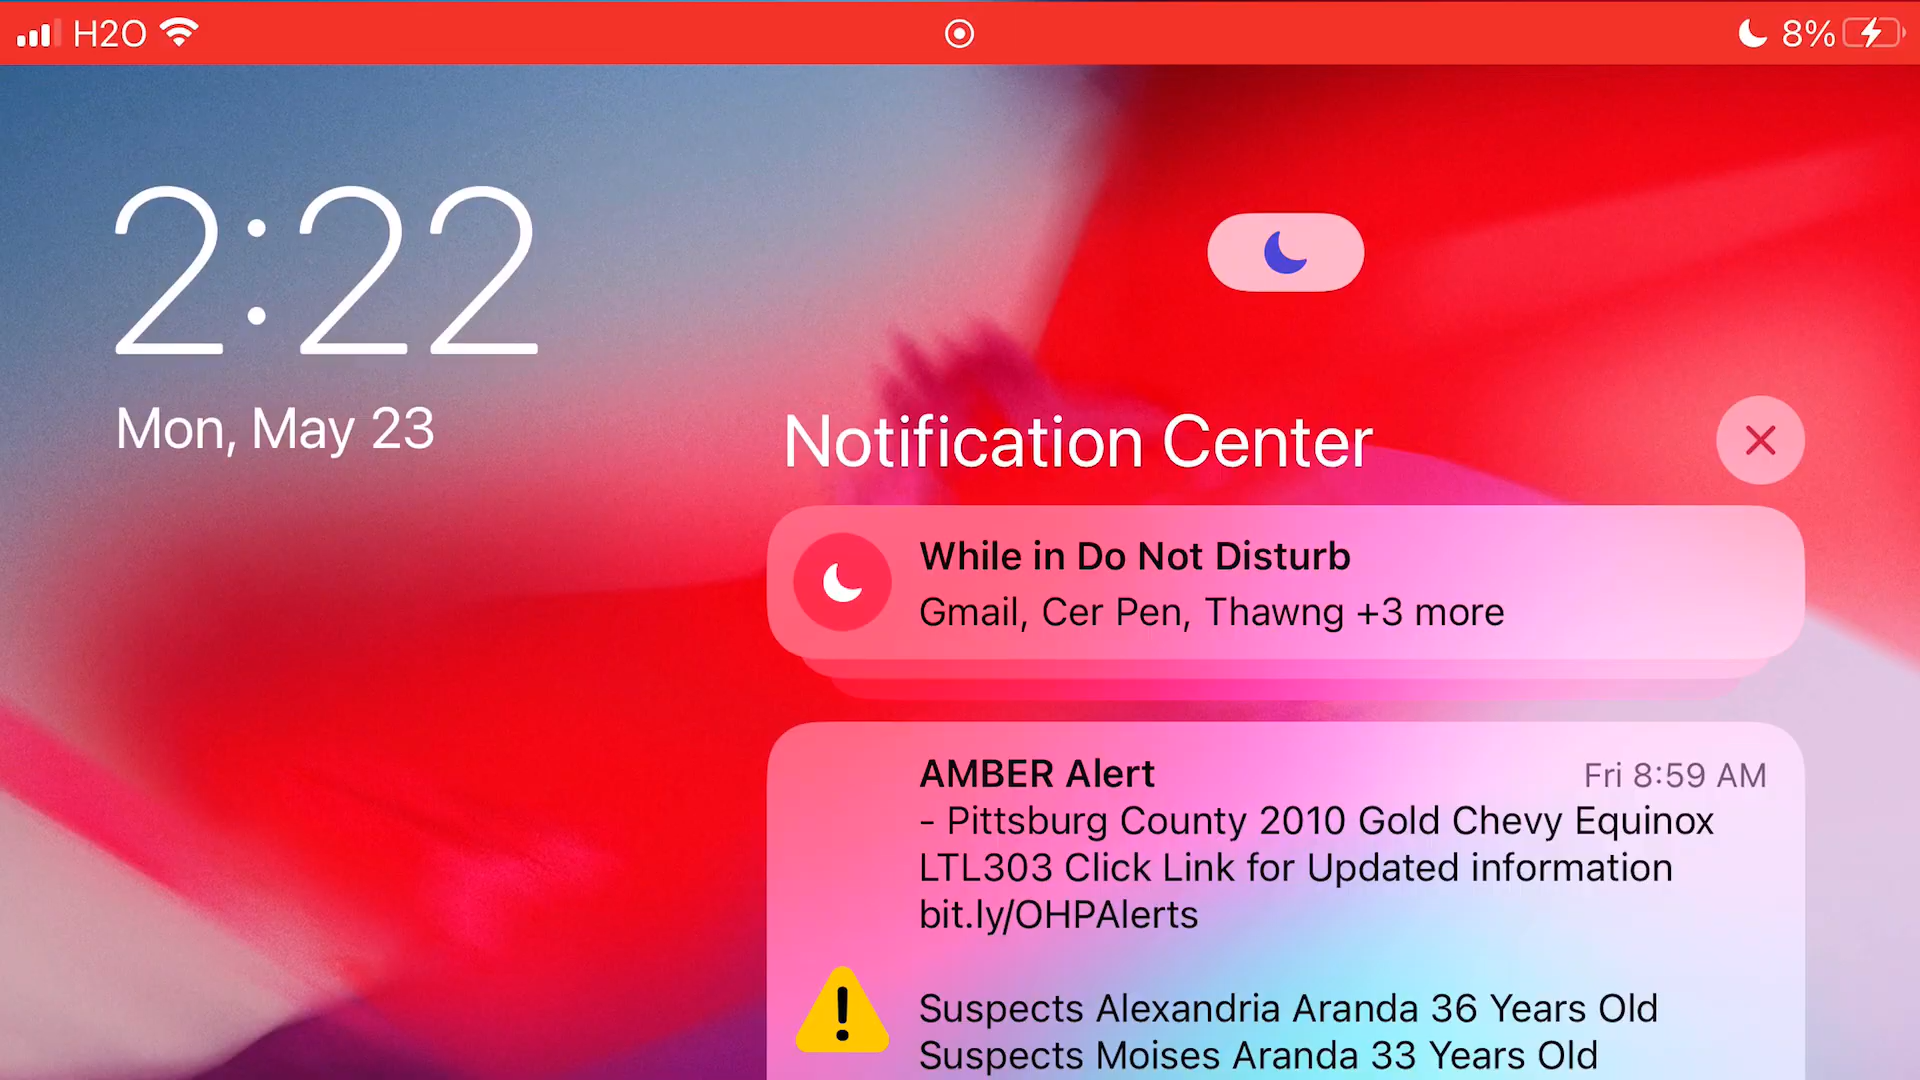 H2O
8%
2:22
Mon, May 23
Notification Center
While in Do Not Disturb
Gmail, Cer Pen, Thawng +3 more
AMBER Alert
Fri 8:59 AM
- Pittsburg County 2010 Gold Chevy Equinox
LTL303 Click Link for Updated information
bit.ly/OHPAlerts
Suspects Alexandria Aranda 36 Years Old
Suspects Moises Aranda 33 Years Old